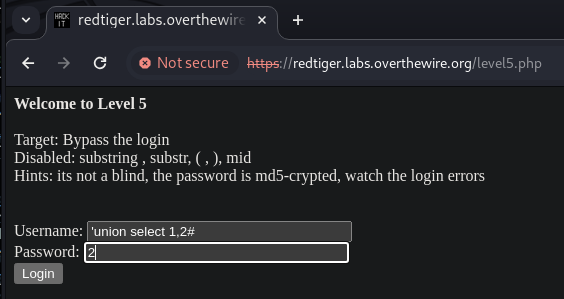 HACK
IT
redtiger.labs.overthewire
Not secure
https://redtiger.labs.overthewire.org/level5.php
Welcome to Level 5
Target: Bypass the login
Disabled: substring , substr, ( , ), mid
Hints: its not a blind, the password is md5-crypted, watch the login errors
Username: 'union select 1,2#
Password: 2
Login